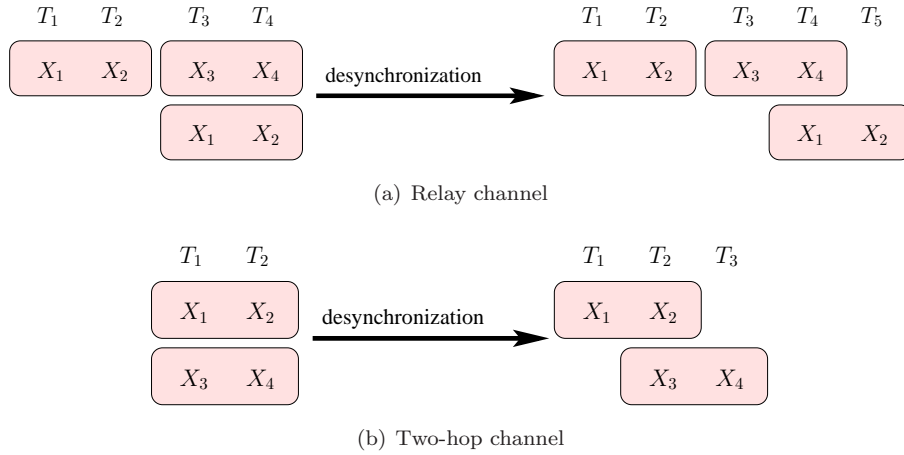 T1 T2 T3 T4 T1 T2 T3 T4 T5
X1 X2 X3 X4 desynchronization X1 X2 X3 X4
X1 X2 X1 X2
(a) Relay channel
T1 T2 T1 T2 T3
X1 X2 desynchronization X1 X2
X3 X4 X3 X4
(b) Two-hop channel